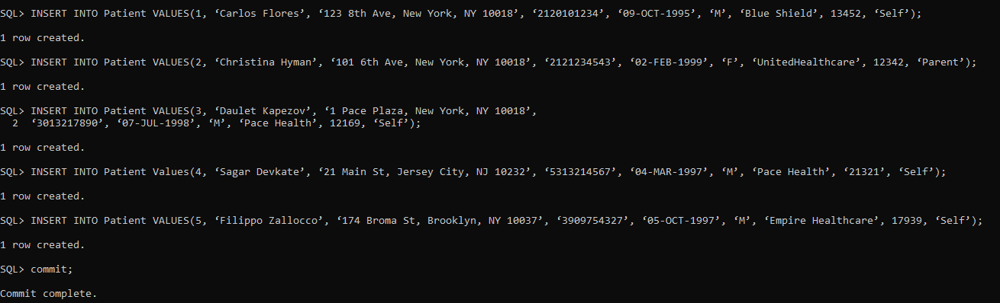 SQL> INSERT INTO Patient VALUES(1, ‘Carlos Flores’, ‘123 8th Ave, New York, NY 10018’, ‘2120101234’, ‘09-OCT-1995’, ‘M’, ‘Blue Shield’, 13452, ‘Self’);
1 row created.
SQL> INSERT INTO Patient VALUES(2, ‘Christina Hyman’, ‘101 6th Ave, New York, NY 10018’, ‘2121234543’, ‘02-FEB-1999’, ‘F’, ‘UnitedHealthcare’, 12342, ‘Parent’);
1 row created.
SQL> INSERT INTO Patient VALUES(3, ‘Daulet Kapezov’, ‘1 Pace Plaza, New York, NY 10018’,
2 ‘3013217890’, ‘07-JUL-1998’, ‘M’, ‘Pace Health’, 12169, ‘Self’);
1 row created.
SQL> INSERT INTO Patient Values(4, ‘Sagar Devkate’, ‘21 Main St, Jersey City, NJ 10232’, ‘5313214567’, ‘04-MAR-1997’, ‘M’, ‘Pace Health’, ‘21321’, ‘Self’);
1 row created.
SQL> INSERT INTO Patient VALUES(5, ‘Filippo Zallocco’, ‘174 Broma St, Brooklyn, NY 10037’, ‘3909754327’, ‘05-OCT-1997’, ‘M’, ‘Empire Healthcare’, 17939, ‘Self’);
1 row created.
SQL> commit;
Commit complete.